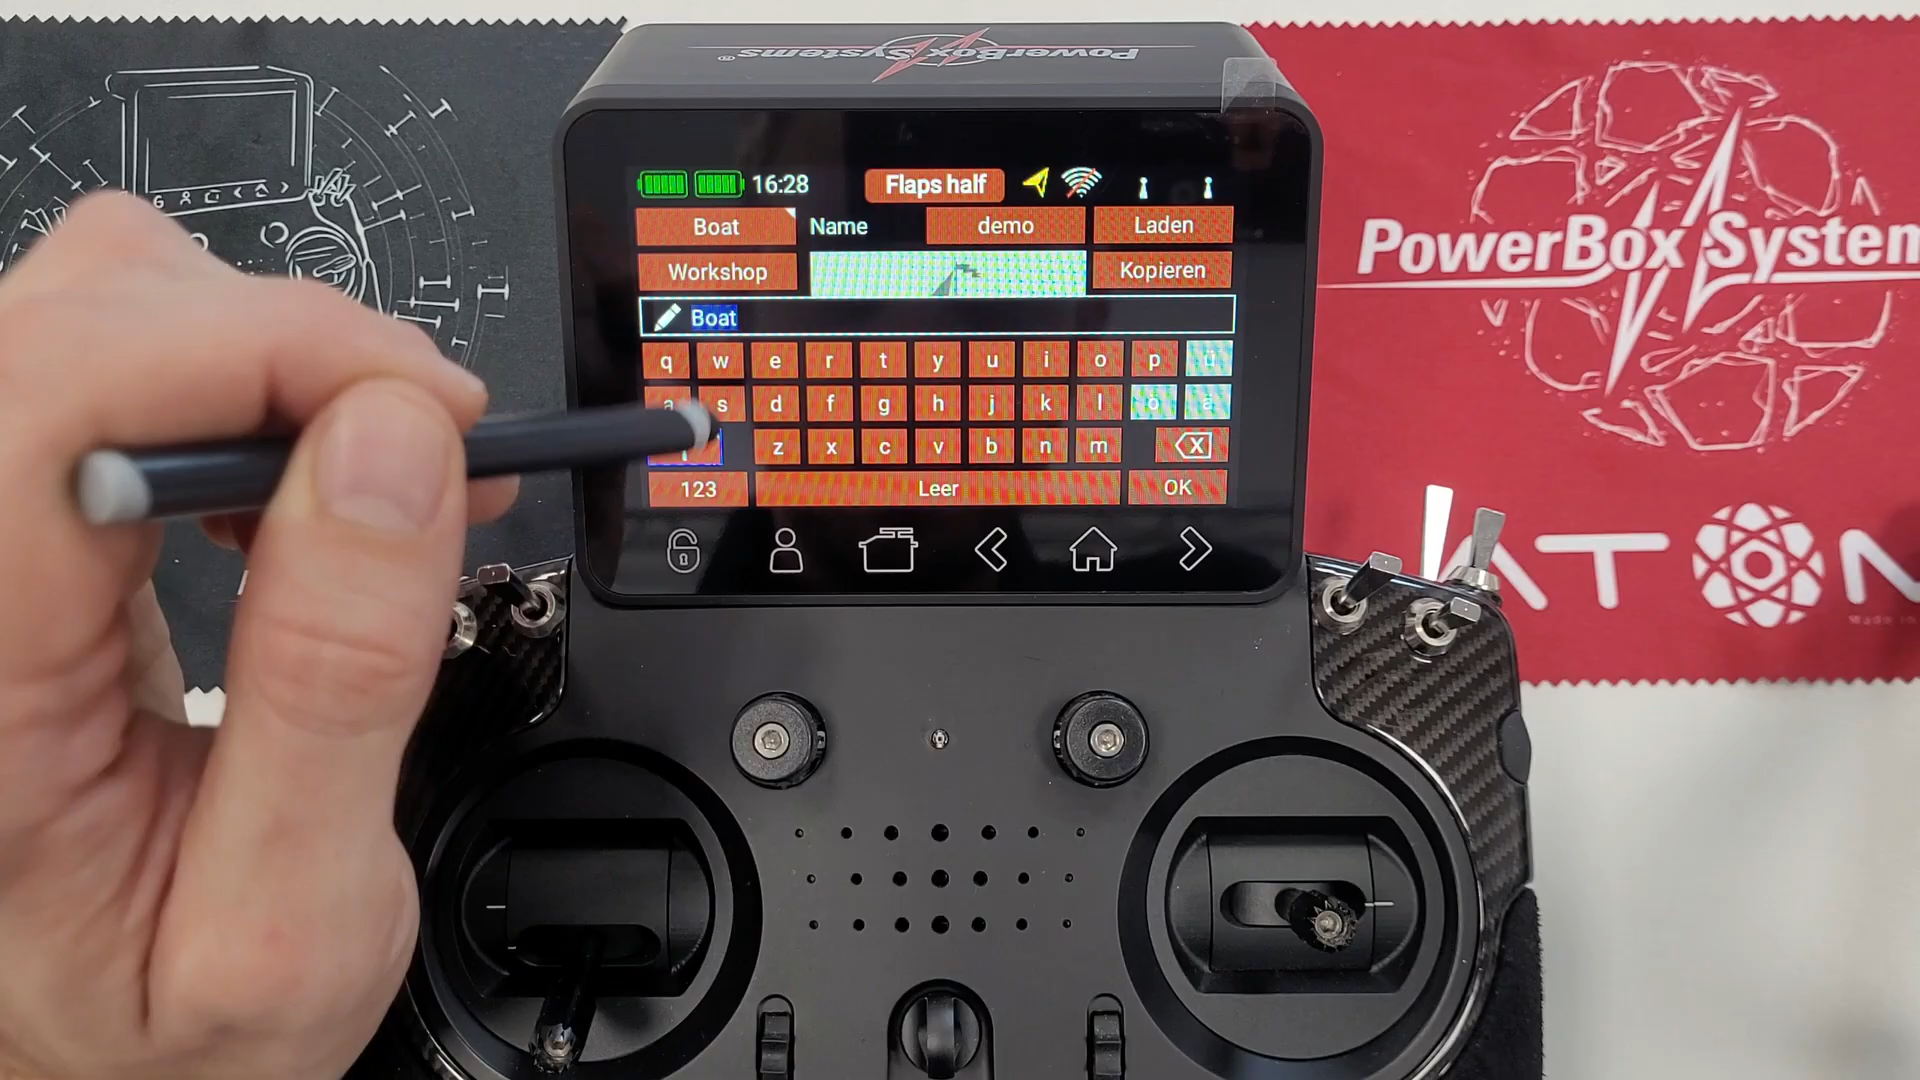 PowerBox Systems®
16:28
Flaps half
Boat
Name
demo
Laden
Workshop
Kopieren
Boat
q w e r t y u i o p ü
a s d f g h j k l ö ä
z x c v b n m
123
Leer
OK
PowerBox System
ATOM